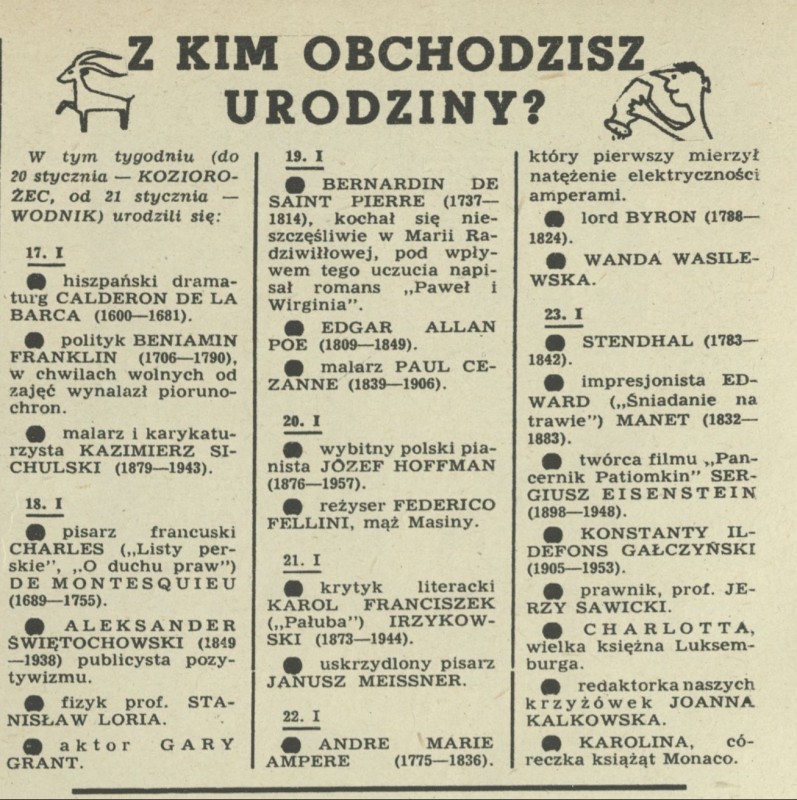 Z KIM OBCHODZISZ
URODZINY?
W tym tygodniu (do
20 stycznia — KOZIORO-
ŻEC, od 21 stycznia —
WODNIK) urodzili się:
17. I
● hiszpański drama-
turg CALDERON DE LA
BARCA (1600—1681).
● polityk BENIAMIN
FRANKLIN (1706—1790),
w chwilach wolnych od
zajęć wynalazł pioruno-
chron.
● malarz i karykatu-
rzysta KAZIMIERZ SI-
CHULSKI (1879—1943).
18. I
● pisarz francuski
CHARLES („Listy per-
skie”, „O duchu praw”)
DE MONTESQUIEU
(1689—1755).
● ALEKSANDER
ŚWIĘTOCHOWSKI (1849
—1938) publicysta pozy-
tywizmu.
● fizyk prof. STA-
NISŁAW LORIA.
● aktor GARY
GRANT.
19. I
● BERNARDIN DE
SAINT PIERRE (1737—
1814), kochał się nie-
szczęśliwie w Marii Ra-
dziwiłłowej, pod wpły-
wem tego uczucia napi-
sał romans „Paweł i
Wirginia”.
● EDGAR ALLAN
POE (1809—1849).
● malarz PAUL CE-
ZANNE (1839—1906).
20. I
● wybitny polski pia-
nista JÓZEF HOFFMAN
(1876—1957).
● reżyser FEDERICO
FELLINI, mąż Masiny.
21. I
● krytyk literacki
KAROL FRANCISZEK
(„Pałuba”) IRZYKOW-
SKI (1873—1944).
● uskrzydlony pisarz
JANUSZ MEISSNER.
22. I
● ANDRE MARIE
AMPERE (1775—1836).
który pierwszy mierzył
natężenie elektryczności
amperami.
● lord BYRON (1788—
1824).
● WANDA WASILE-
WSKA.
23. I
● STENDHAL (1783—
1842).
● impresjonista ED-
WARD („Śniadanie na
trawie”) MANET (1832—
1883).
● twórca filmu „Pan-
cernik Patiomkin” SER-
GIUSZ EISENSTEIN
(1898—1948).
● KONSTANTY IL-
DEFONS GAŁCZYŃSKI
(1905—1953).
● prawnik, prof. JE-
RZY SAWICKI.
● CHARLOTTA,
wielka księżna Luksem-
burga.
● redaktorka naszych
krzyżówek JOANNA
KALKOWSKA.
● KAROLINA, có-
reczka książąt Monaco.